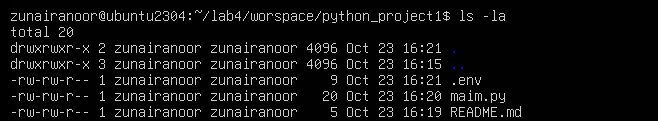 zunairanoor@ubuntu2304:~/lab4/worspace/python_project1$ ls -la
total 20
drwxrwxr-x 2 zunairanoor zunairanoor 4096 Oct 23 16:21 .
drwxrwxr-x 3 zunairanoor zunairanoor 4096 Oct 23 16:15 ..
-rw-rw-r-- 1 zunairanoor zunairanoor    9 Oct 23 16:21 .env
-rw-rw-r-- 1 zunairanoor zunairanoor   20 Oct 23 16:20 maim.py
-rw-rw-r-- 1 zunairanoor zunairanoor    5 Oct 23 16:19 README.md